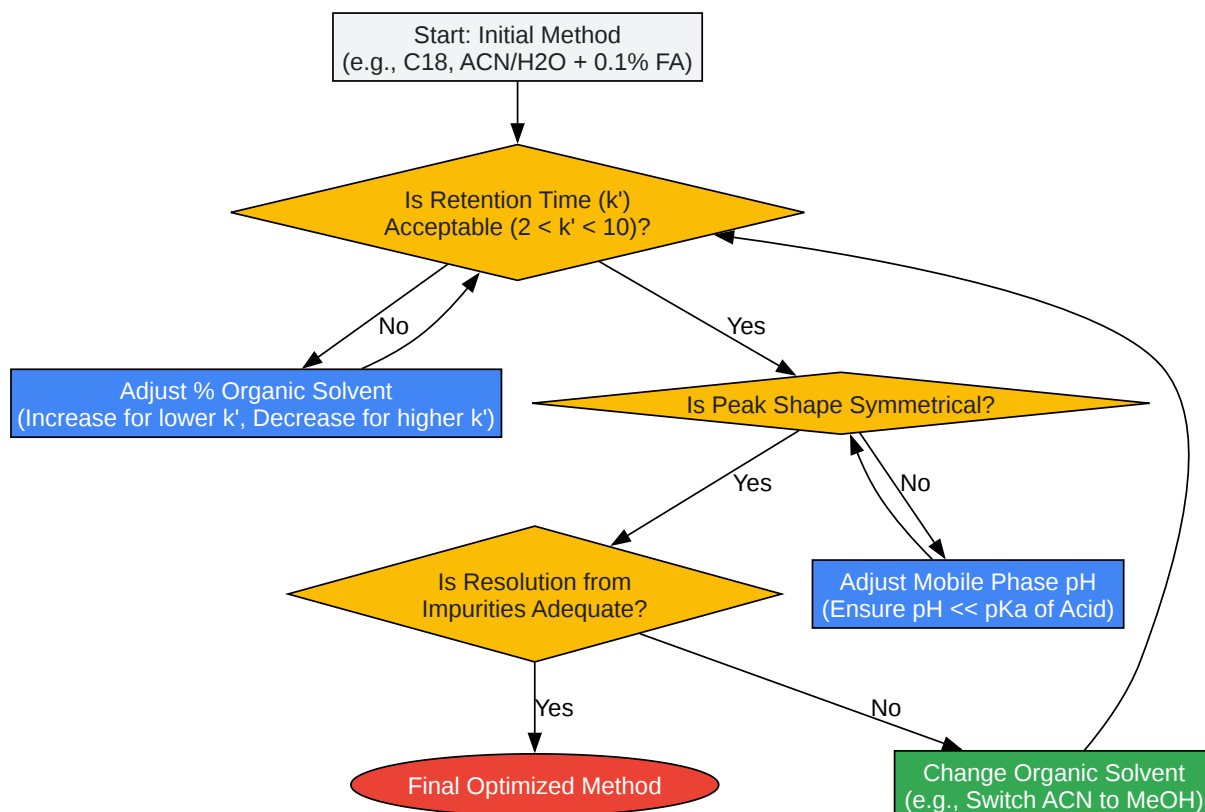 Start: Initial Method
(e.g., C18, ACN/H2O + 0.1% FA)
Is Retention Time (k')
Acceptable (2 < k' < 10)?
No
Yes
Adjust % Organic Solvent
(Increase for lower k', Decrease for higher k')
Is Peak Shape Symmetrical?
Yes
No
Is Resolution from
Impurities Adequate?
Adjust Mobile Phase pH
(Ensure pH << pKa of Acid)
Yes
No
Final Optimized Method
Change Organic Solvent
(e.g., Switch ACN to MeOH)